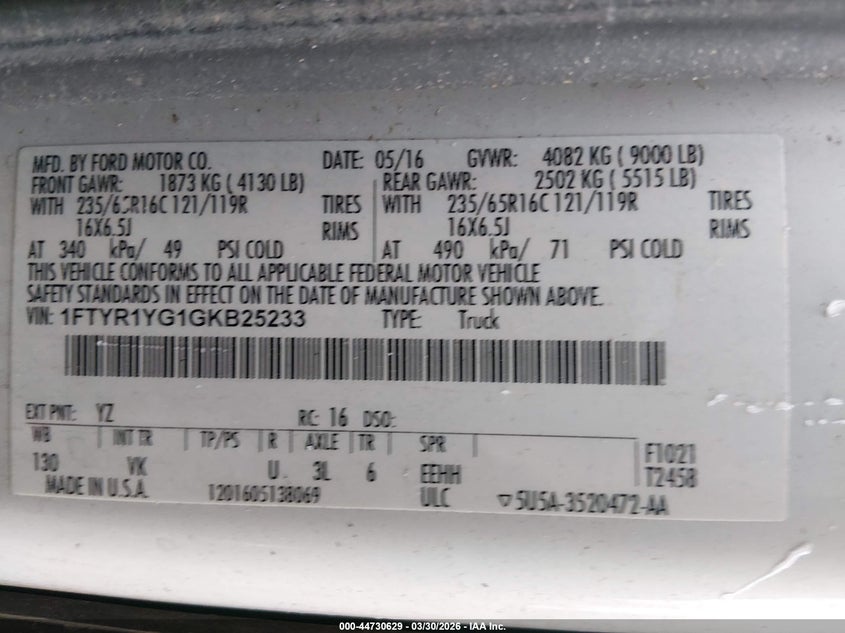 MFD. BY FORD MOTOR CO. DATE: 05/16 GVWR: 4082 KG ( 9000 LB)
FRONT GAWR: 1873 KG ( 4130 LB) REAR GAWR: 2502 KG ( 5515 LB)
WITH 235/65R16C 121/119R TIRES WITH 235/65R16C 121/119R TIRES
16X6.5J RIMS 16X6.5J RIMS
AT 340 kPa/ 49 PSI COLD AT 490 kPa/ 71 PSI COLD
THIS VEHICLE CONFORMS TO ALL APPLICABLE FEDERAL MOTOR VEHICLE
SAFETY STANDARDS IN EFFECT ON THE DATE OF MANUFACTURE SHOWN ABOVE.
VIN: 1FTYR1YG1GKB25233 TYPE: Truck
EXT PNT: YZ RC: 16 DSO:
WB INT TR TP/PS R AXLE TR SPR F1021
130 VK U 3L 6 EEHH T2458
MADE IN U.S.A. 1201605138069 ULC 5U5A-3520472-AA
000-44730629 - 03/30/2026 - IAA Inc.